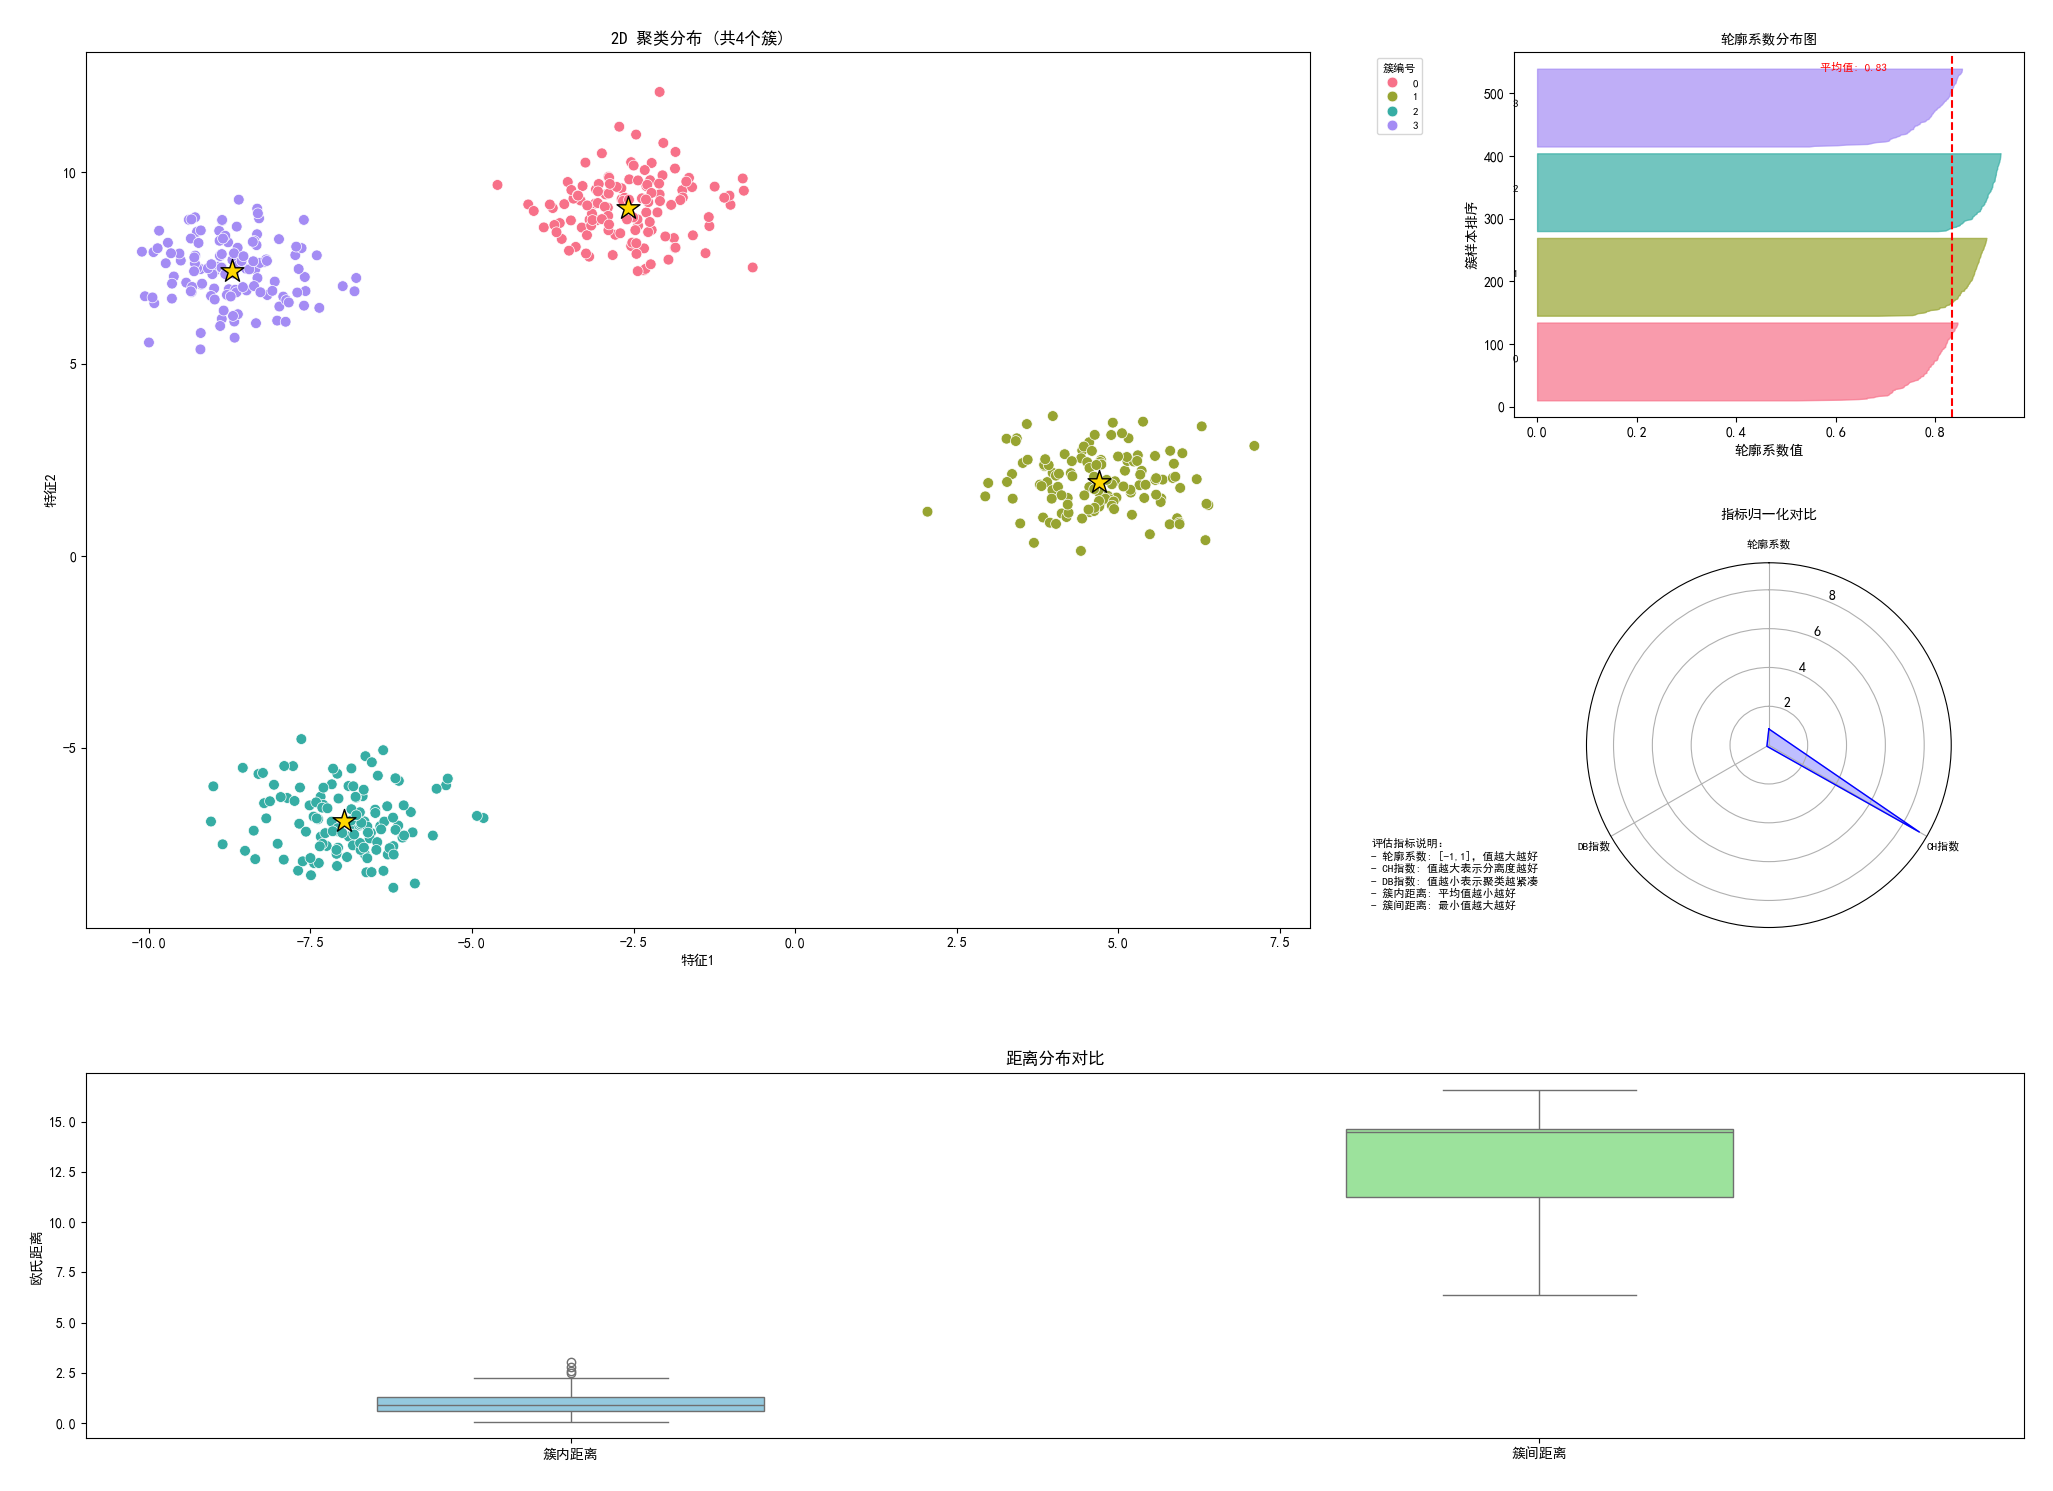 2D 聚类分布 (共4个簇)
10
5
0
−5
特征2
−10.0
−7.5
−5.0
−2.5
0.0
2.5
5.0
7.5
特征1
簇编号
0
1
2
3
轮廓系数分布图
平均值: 0.83
500
400
300
200
100
0
3
2
1
0
簇样本排序
0.0
0.2
0.4
0.6
0.8
轮廓系数值
指标归一化对比
轮廓系数
8
6
4
2
DB指数
CH指数
评估指标说明:
- 轮廓系数: [-1,1], 值越大越好
- CH指数: 值越大表示分离度越好
- DB指数: 值越小表示聚类越紧凑
- 簇内距离: 平均值越小越好
- 簇间距离: 最小值越大越好
距离分布对比
15.0
12.5
10.0
7.5
5.0
2.5
0.0
欧氏距离
簇内距离
簇间距离